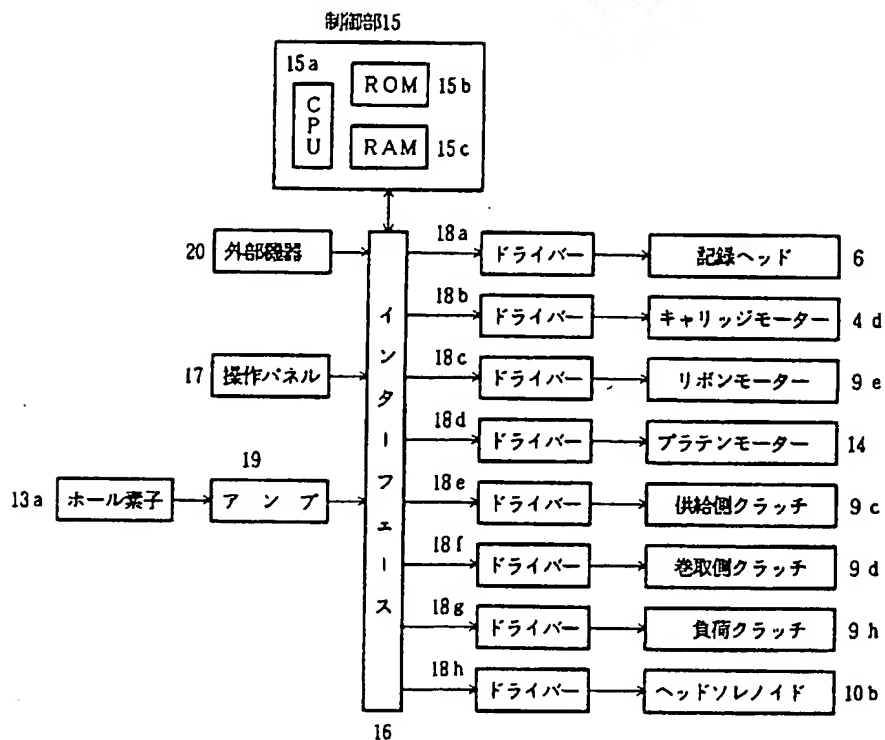 制御部15
15a
CPU
ROM 15b
RAM 15c
20 外部機器
17 操作パネル
19
13a ホール素子
アンプ
インターフェース
16
18a ドライバー 記録ヘッド 6
18b ドライバー キャリッジモーター 4d
18c ドライバー リボンモーター 9e
18d ドライバー プラテンモーター 14
18e ドライバー 供給側クラッチ 9c
18f ドライバー 巻取側クラッチ 9d
18g ドライバー 負荷クラッチ 9h
18h ドライバー ヘッドソレノイド 10b